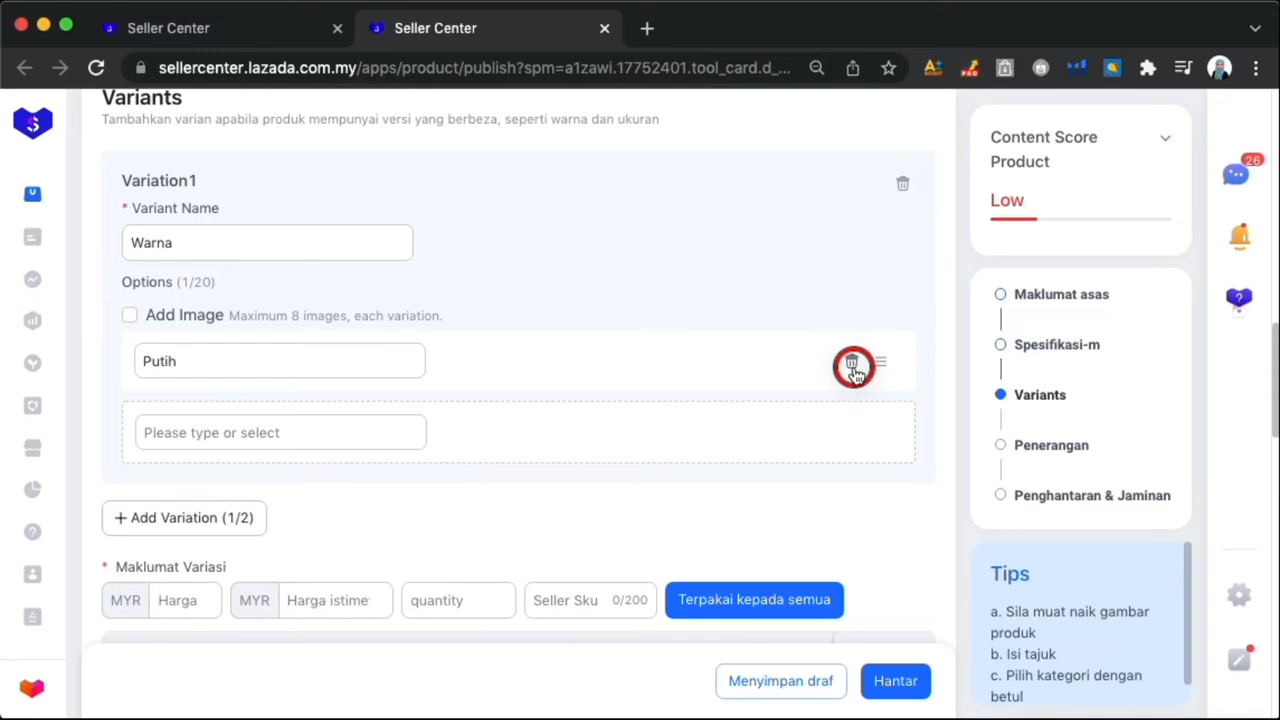 Seller Center
Seller Center
sellercenter.lazada.com.my/apps/product/publish?spm=a1zawi.17752401.tool_card.d_...
Variants
Tambahkan varian apabila produk mempunyai versi yang berbeza, seperti warna dan ukuran
Variation1
* Variant Name
Warna
Options (1/20)
Add Image Maximum 8 images, each variation.
Putih
Please type or select
+ Add Variation (1/2)
* Maklumat Variasi
MYR Harga MYR Harga istime quantity Seller Sku 0/200 Terpakai kepada semua
Menyimpan draf Hantar
Content Score
Product
Low
Maklumat asas
Spesifikasi-m
Variants
Penerangan
Penghantaran & Jaminan
Tips
a. Sila muat naik gambar
produk
b. Isi tajuk
c. Pilih kategori dengan
betul
26